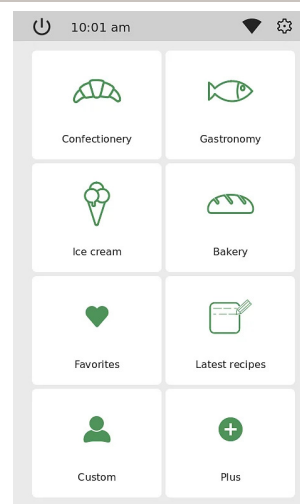 10:01 am
Confectionery
Gastronomy
Ice cream
Bakery
Favorites
Latest recipes
Custom
Plus